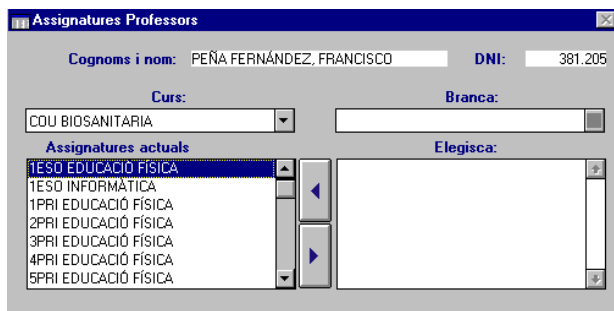 Assignatures Professors
Cognoms i nom: PEÑA FERNÁNDEZ, FRANCISCO DNI: 381.205
Curs: Branca:
COU BIOSANITARIA
Assignatures actuals Elegisca:
1ESO EDUCACIÓ FÍSICA
1ESO INFORMÀTICA
1PRI EDUCACIÓ FÍSICA
2PRI EDUCACIÓ FÍSICA
3PRI EDUCACIÓ FÍSICA
4PRI EDUCACIÓ FÍSICA
5PRI EDUCACIÓ FÍSICA